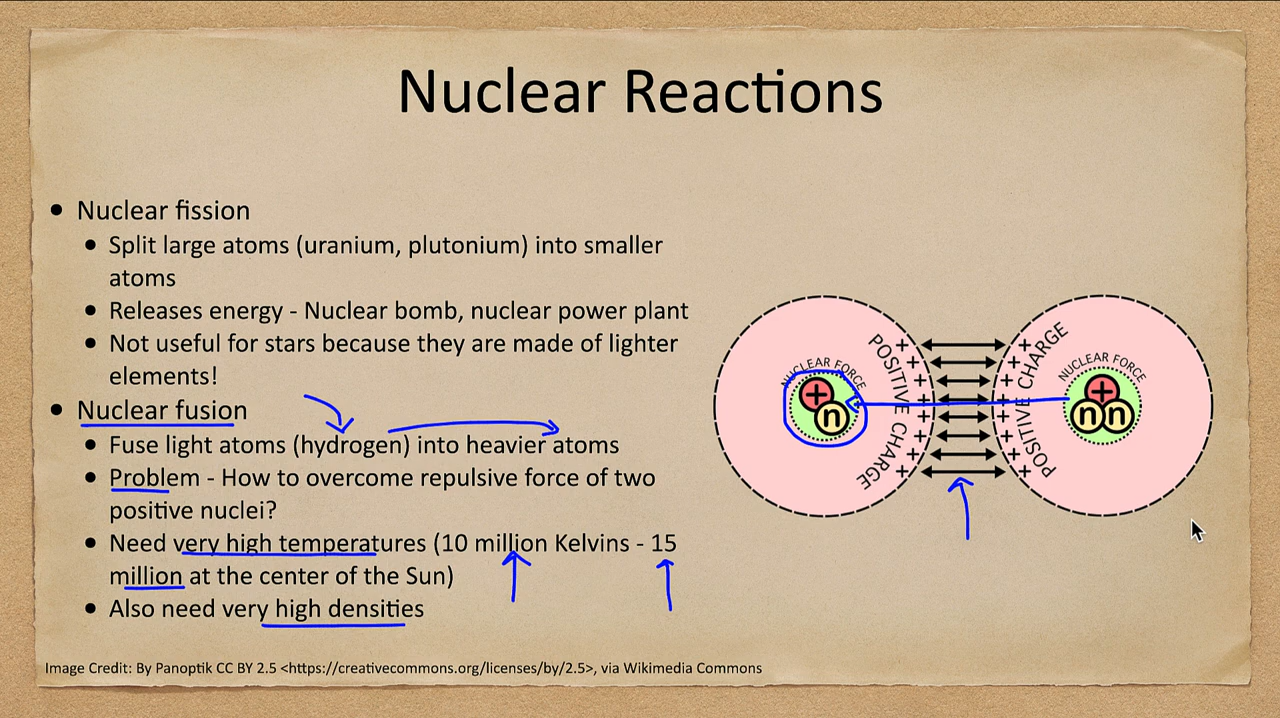 Nuclear Reactions
• Nuclear fission
• Split large atoms (uranium, plutonium) into smaller
atoms
• Releases energy - Nuclear bomb, nuclear power plant
• Not useful for stars because they are made of lighter
elements!
• Nuclear fusion
• Fuse light atoms (hydrogen) into heavier atoms
• Problem - How to overcome repulsive force of two
positive nuclei?
• Need very high temperatures (10 million Kelvins - 15
million at the center of the Sun)
• Also need very high densities
NUCLEAR FORCE
+
n
POSITIVE CHARGE
+ + + + + + + +
+ + + + + + + +
POSITIVE CHARGE
NUCLEAR FORCE
+
n n
Image Credit: By Panoptik CC BY 2.5 <https://creativecommons.org/licenses/by/2.5>, via Wikimedia Commons